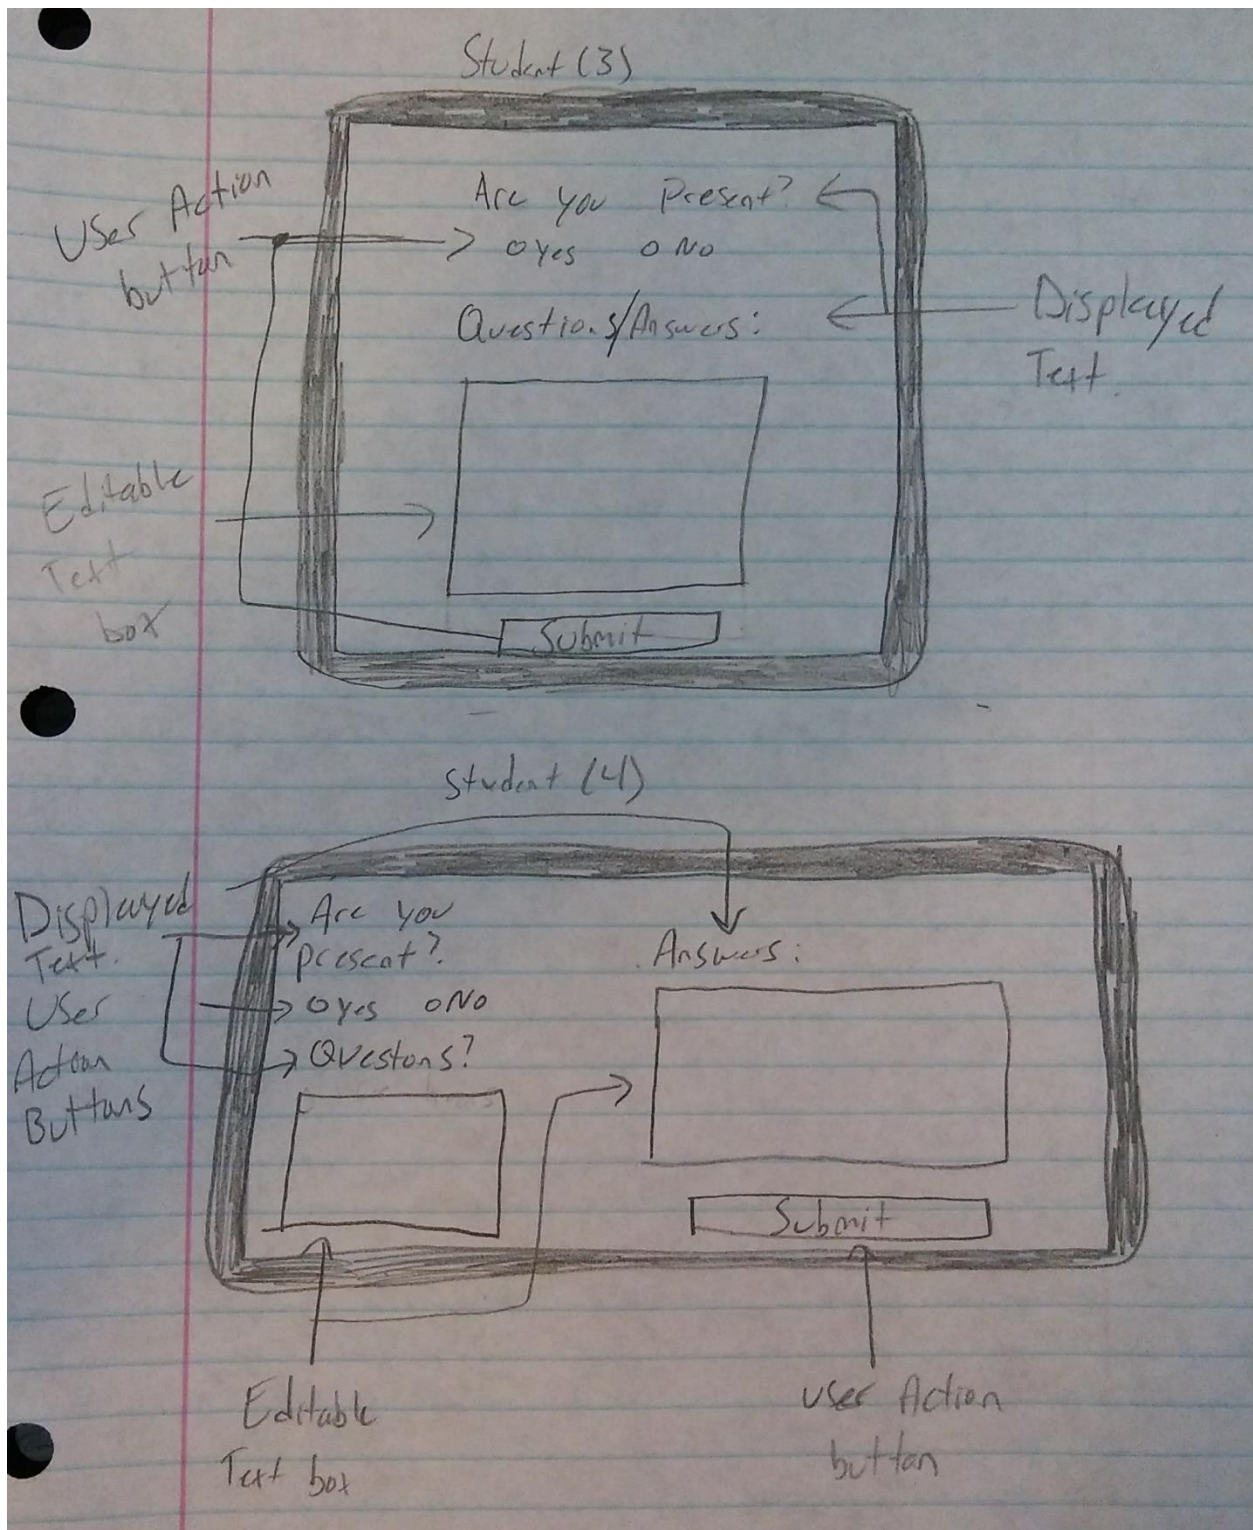 Student (3)
User Action
button
Are you Present?
o Yes o No
Questions/Answers:
Displayed
Text.
Editable
Text
box
Submit
Student (4)
Displayed
Text.
User
Action
Buttons
Are you
present?
o Yes o No
Questons?
Answers:
Submit
Editable
Text box
User Action
button